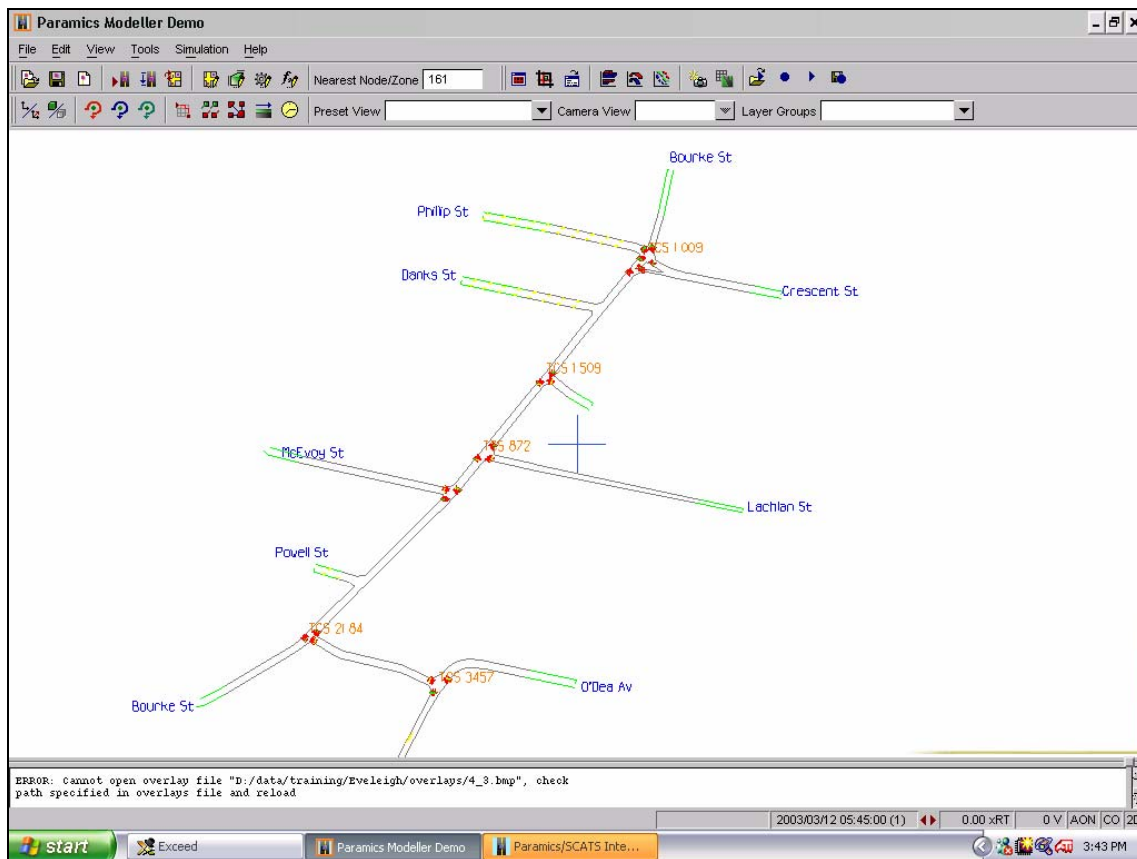 Paramics Modeller Demo
File Edit View Tools Simulation Help
Nearest Node/Zone 161
Preset View Camera View Layer Groups
Bourke St
Phillip St
TCS 1009
Danks St
Crescent St
TCS 1509
TCS 872
McEvoy St
Lachlan St
Powell St
TCS 2184
TCS 3457
O'Dea Av
Bourke St
ERROR: Cannot open overlay file "D:/data/training/Eveleigh/overlays/4_3.bmp", check
path specified in overlays file and reload
2003/03/12 05:45:00 (1) 0.00 xRT 0 V AON CO 2D
start Exceed Paramics Modeller Demo Paramics/SCATS Inte... 3:43 PM